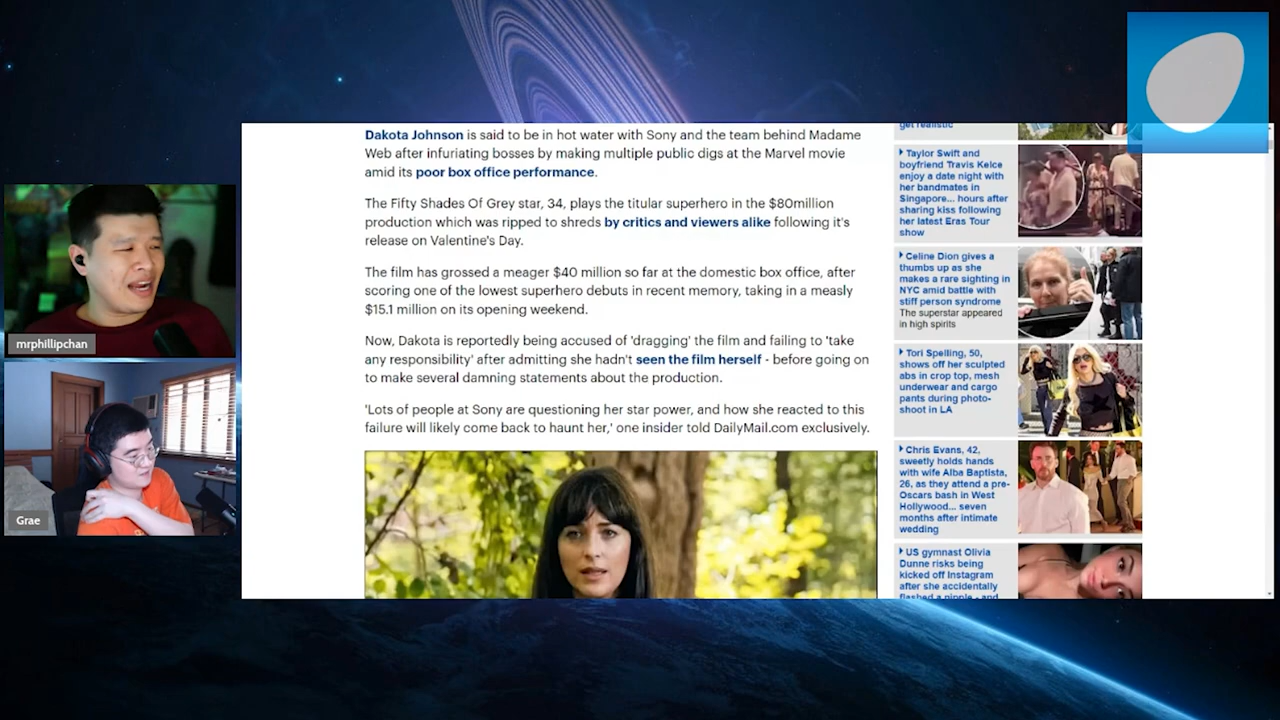 Dakota Johnson is said to be in hot water with Sony and the team behind Madame
Web after infuriating bosses by making multiple public digs at the Marvel movie
amid its poor box office performance.
The Fifty Shades Of Grey star, 34, plays the titular superhero in the $80million
production which was ripped to shreds by critics and viewers alike following it's
release on Valentine's Day.
The film has grossed a meager $40 million so far at the domestic box office, after
scoring one of the lowest superhero debuts in recent memory, taking in a measly
$15.1 million on its opening weekend.
Now, Dakota is reportedly being accused of 'dragging' the film and failing to 'take
any responsibility' after admitting she hadn't seen the film herself - before going on
to make several damning statements about the production.
'Lots of people at Sony are questioning her star power, and how she reacted to this
failure will likely come back to haunt her,' one insider told DailyMail.com exclusively.
get realistic
Taylor Swift and
boyfriend Travis Kelce
enjoy a date night with
her bandmates in
Singapore... hours after
sharing kiss following
her latest Eras Tour
show
Celine Dion gives a
thumbs up as she
makes a rare sighting in
NYC amid battle with
stiff person syndrome
The superstar appeared
in high spirits
Tori Spelling, 50,
shows off her sculpted
abs in crop top, mesh
underwear and cargo
pants during photo-
shoot in LA
Chris Evans, 42,
sweetly holds hands
with wife Alba Baptista,
26, as they attend a pre-
Oscars bash in West
Hollywood... seven
months after intimate
wedding
US gymnast Olivia
Dunne risks being
kicked off Instagram
after she accidentally
flashed a nipple - and
mrphillipchan
Grae